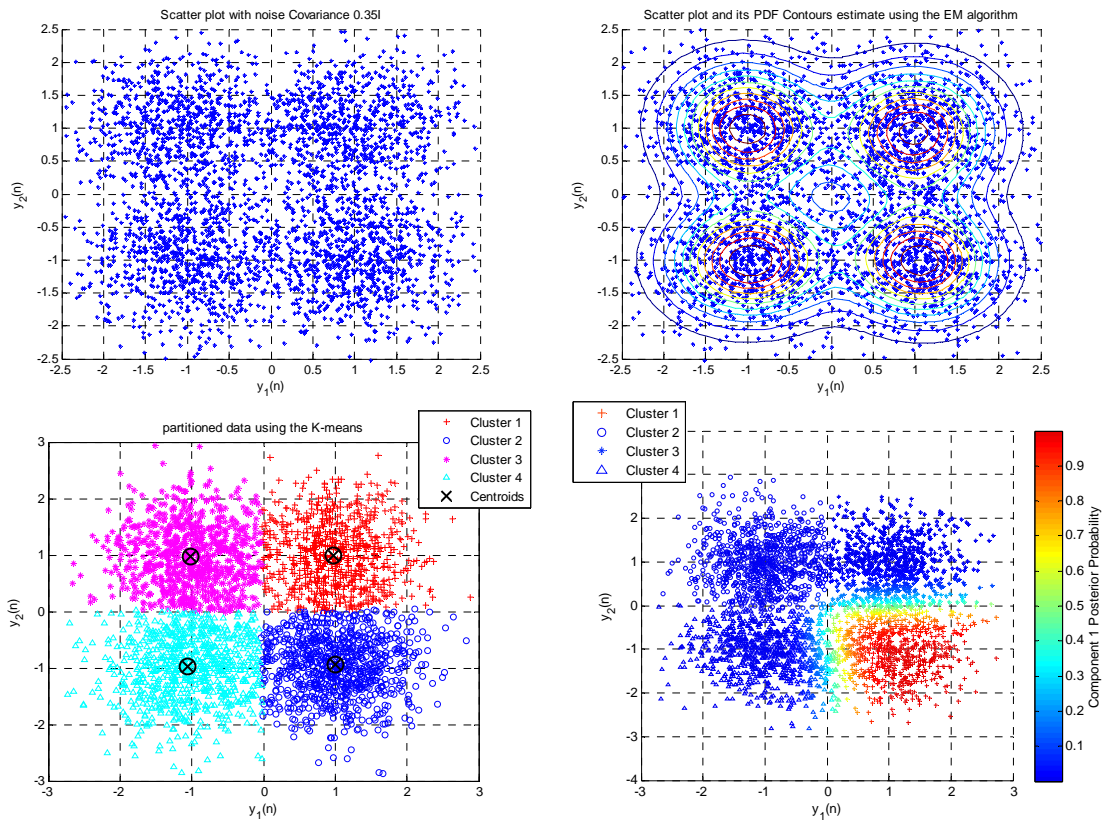 Scatter plot with noise Covariance 0.35I
2.5
2
1.5
1
0.5
0
-0.5
-1
-1.5
-2
-2.5
y2(n)
-2.5 -2 -1.5 -1 -0.5 0 0.5 1 1.5 2 2.5
y1(n)
Scatter plot and its PDF Contours estimate using the EM algorithm
2.5
2
1.5
1
0.5
0
-0.5
-1
-1.5
-2
-2.5
y2(n)
-2.5 -2 -1.5 -1 -0.5 0 0.5 1 1.5 2 2.5
y1(n)
partitioned data using the K-means
Cluster 1
Cluster 2
Cluster 3
Cluster 4
Centroids
3
2
1
0
-1
-2
-3
y2(n)
-3 -2 -1 0 1 2 3
y1(n)
Cluster 1
Cluster 2
Cluster 3
Cluster 4
2
1
0
-1
-2
-3
-4
y2(n)
-3 -2 -1 0 1 2 3
y1(n)
0.9
0.8
0.7
0.6
0.5
0.4
0.3
0.2
0.1
Component 1 Posterior Probability